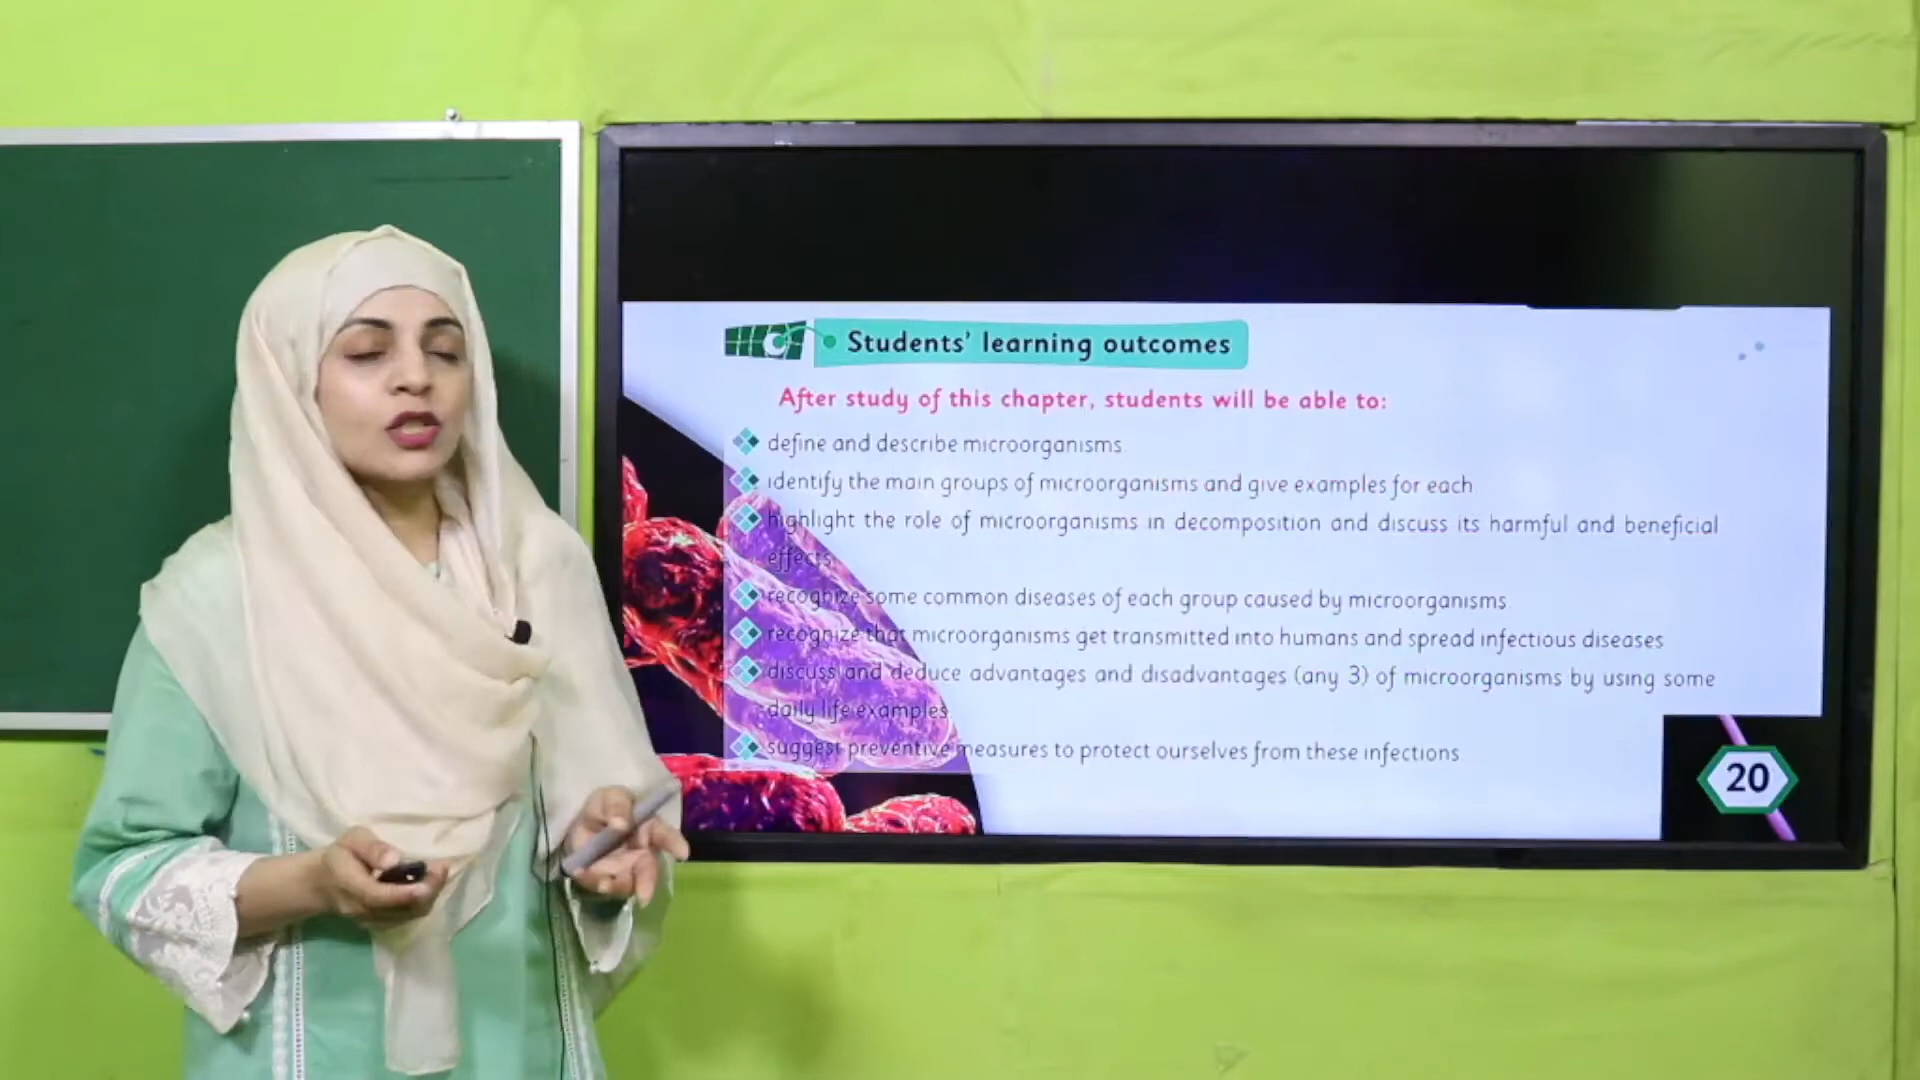 Students' learning outcomes
After study of this chapter, students will be able to:
define and describe microorganisms
identify the main groups of microorganisms and give examples for each
highlight the role of microorganisms in decomposition and discuss its harmful and beneficial
effects
recognize some common diseases of each group caused by microorganisms
recognize that microorganisms get transmitted into humans and spread infectious diseases
discuss and deduce advantages and disadvantages (any 3) of microorganisms by using some
daily life examples
suggest preventive measures to protect ourselves from these infections
20